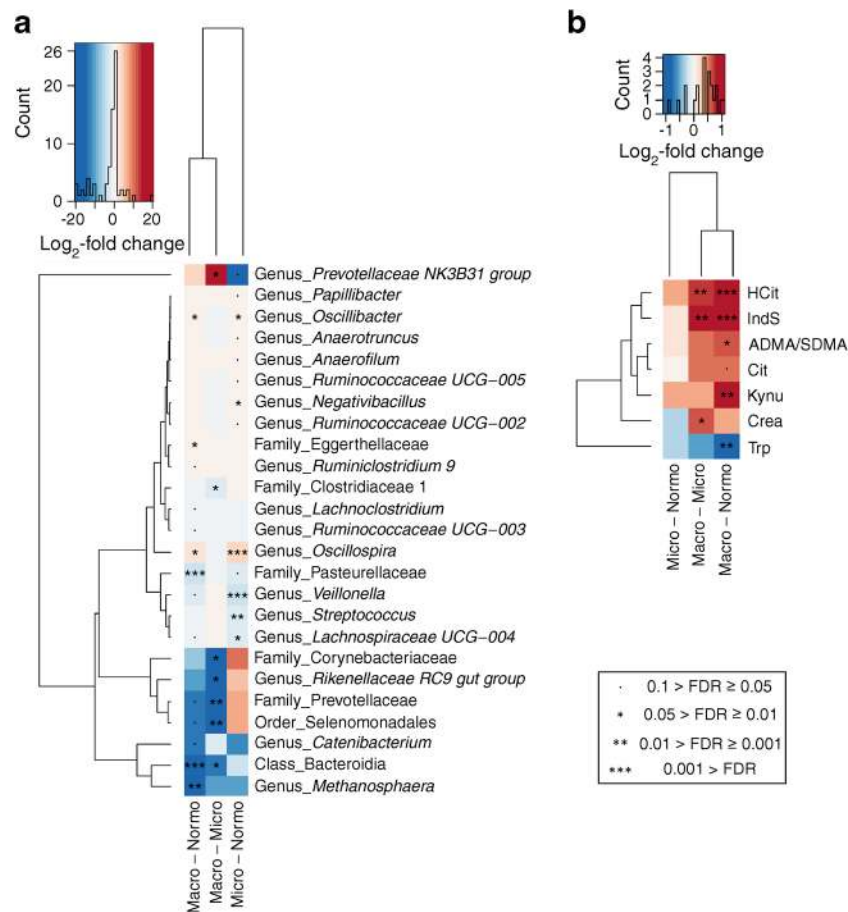 a
26
20
10
0
Count
-20
0
20
Log2-fold change
Genus_Prevotellaceae NK3B31 group
Genus_Papillibacter
Genus_Oscillibacter
Genus_Anaerotruncus
Genus_Anaerofilum
Genus_Ruminococcaceae UCG-005
Genus_Negativibacillus
Genus_Ruminococcaceae UCG-002
Family_Eggerthellaceae
Genus_Ruminiclostridium 9
Family_Clostridiaceae 1
Genus_Lachnoclostridium
Genus_Ruminococcaceae UCG-003
Genus_Oscillospira
Family_Pasteurellaceae
Genus_Veillonella
Genus_Streptococcus
Genus_Lachnospiraceae UCG-004
Family_Corynebacteriaceae
Genus_Rikenellaceae RC9 gut group
Family_Prevotellaceae
Order_Selenomonadales
Genus_Catenibacterium
Class_Bacteroidia
Genus_Methanosphaera
Macro - Normo
Macro - Micro
Micro - Normo
b
4
3
2
1
0
Count
-1
0
1
Log2-fold change
HCit
IndS
ADMA/SDMA
Cit
Kynu
Crea
Trp
Micro - Normo
Macro - Micro
Macro - Normo
· 0.1 > FDR ≥ 0.05
* 0.05 > FDR ≥ 0.01
** 0.01 > FDR ≥ 0.001
*** 0.001 > FDR